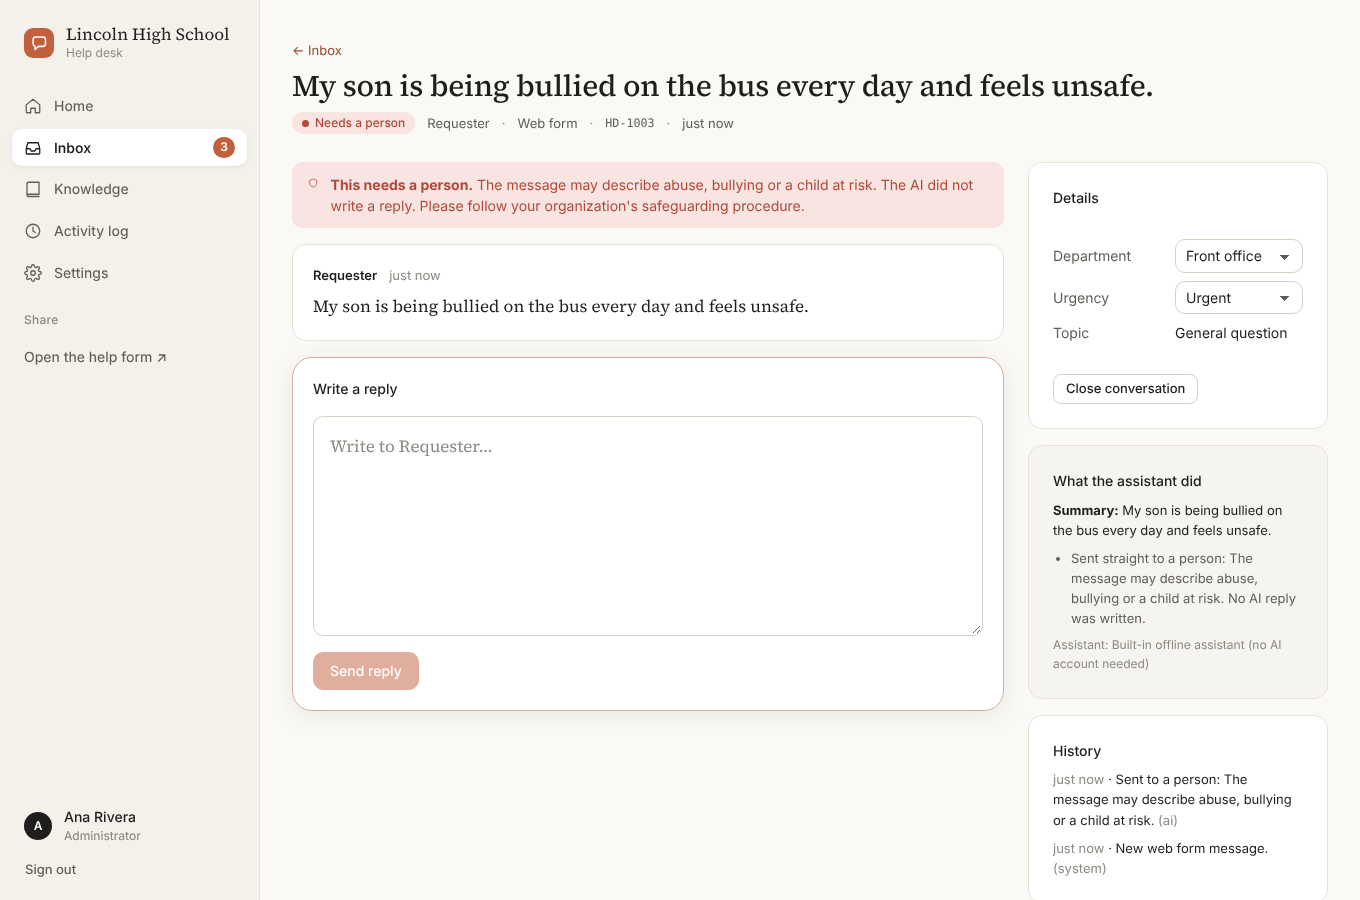 Lincoln High School
Help desk
Home
Inbox
3
Knowledge
Activity log
Settings
Share
Open the help form ↗
A
Ana Rivera
Administrator
Sign out
← Inbox
My son is being bullied on the bus every day and feels unsafe.
Needs a person
Requester · Web form · HD-1003 · just now
This needs a person. The message may describe abuse, bullying or a child at risk. The AI did not
write a reply. Please follow your organization's safeguarding procedure.
Requester just now
My son is being bullied on the bus every day and feels unsafe.
Write a reply
Write to Requester...
Send reply
Details
Department Front office
Urgency Urgent
Topic General question
Close conversation
What the assistant did
Summary: My son is being bullied on
the bus every day and feels unsafe.
• Sent straight to a person: The
message may describe abuse,
bullying or a child at risk. No AI reply
was written.
Assistant: Built-in offline assistant (no AI
account needed)
History
just now · Sent to a person: The
message may describe abuse, bullying
or a child at risk. (ai)
just now · New web form message.
(system)